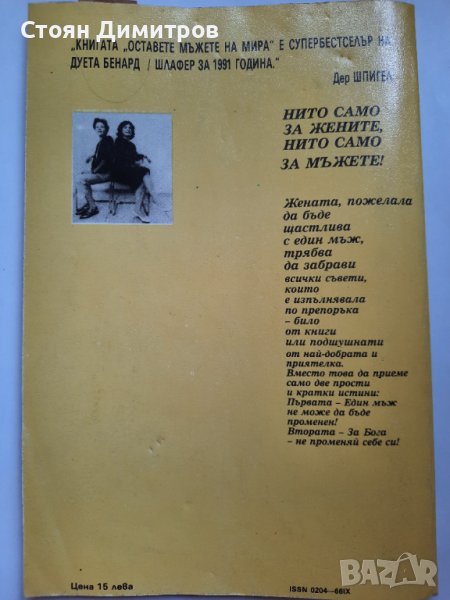 Стоян Димитров
„КНИГАТА „ОСТАВЕТЕ МЪЖЕТЕ НА МИРА“ Е СУПЕРБЕСТСЕЛЪР НА
ДУЕТА БЕНАРД / ШЛАФЕР ЗА 1991 ГОДИНА.“
Дер ШПИГЕЛ
НИТО САМО
ЗА ЖЕНИТЕ,
НИТО САМО
ЗА МЪЖЕТЕ!
Жената, пожелала
да бъде
щастлива
с един мъж,
трябва
да забрави
всички съвети,
които
е изпълнявала
по препоръка
– било
от книги
или подшушнати
от най-добрата и
приятелка.
Вместо това да приеме
само две прости
и кратки истини:
Първата – Един мъж
не може да бъде
променен!
Втората – За Бога
– не променяй себе си!
Цена 15 лева
ISSN 0204—661X
bazar.bg